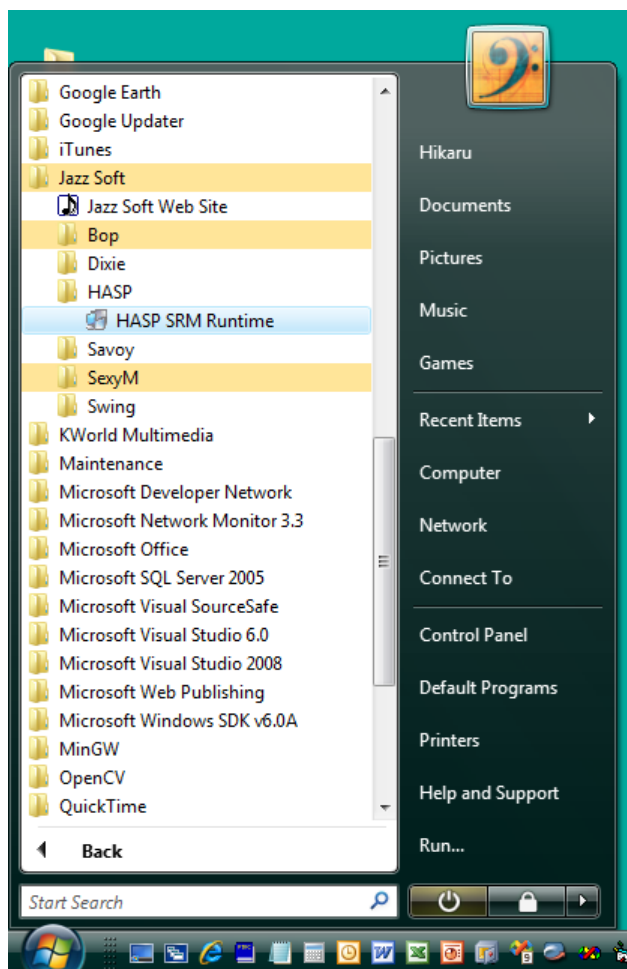 Google Earth
Google Updater
iTunes
Jazz Soft
Jazz Soft Web Site
Bop
Dixie
HASP
HASP SRM Runtime
Savoy
SexyM
Swing
KWorld Multimedia
Maintenance
Microsoft Developer Network
Microsoft Network Monitor 3.3
Microsoft Office
Microsoft SQL Server 2005
Microsoft Visual SourceSafe
Microsoft Visual Studio 6.0
Microsoft Visual Studio 2008
Microsoft Web Publishing
Microsoft Windows SDK v6.0A
MinGW
OpenCV
QuickTime
Back
Start Search
Hikaru
Documents
Pictures
Music
Games
Recent Items
Computer
Network
Connect To
Control Panel
Default Programs
Printers
Help and Support
Run...